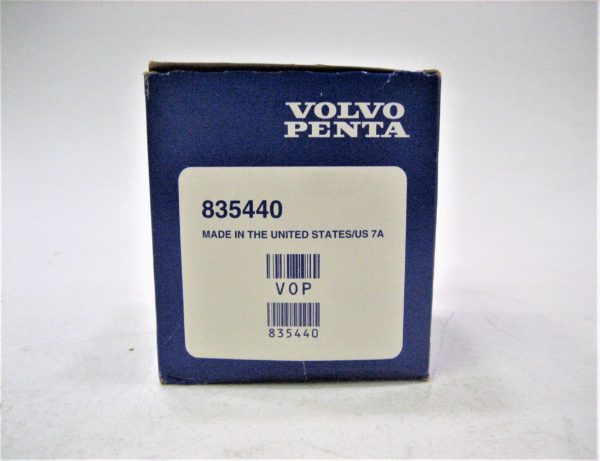 VOLVO
PENTA
835440
MADE IN THE UNITED STATES/US 7A
VOP
835440